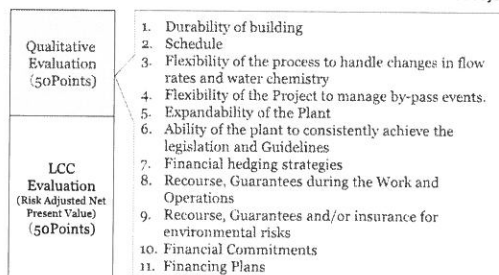 Qualitative
Evaluation
(50Points)
LCC
Evaluation
(Risk Adjusted Net
Present Value)
(50Points)
1. Durability of building
2. Schedule
3. Flexibility of the process to handle changes in flow
rates and water chemistry
4. Flexibility of the Project to manage by-pass events.
5. Expandability of the Plant
6. Ability of the plant to consistently achieve the
legislation and Guidelines
7. Financial hedging strategies
8. Recourse, Guarantees during the Work and
Operations
9. Recourse, Guarantees and/or insurance for
environmental risks
10. Financial Commitments
11. Financing Plans